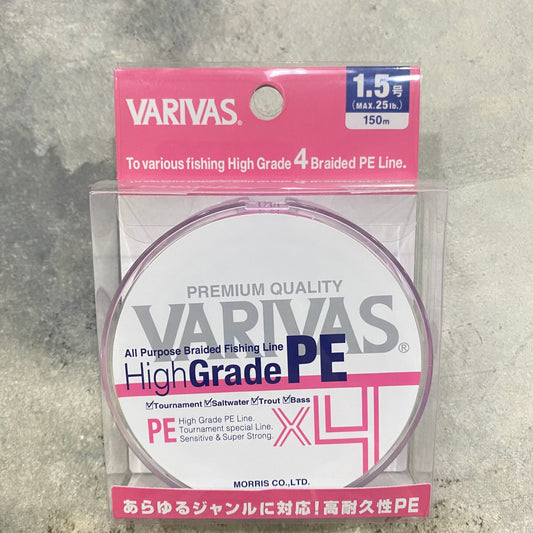 VARIVAS®
1.5号
(MAX.25lb.)
150m
To various fishing High Grade 4 Braided PE Line.
PREMIUM QUALITY
VARIVAS®
All Purpose Braided Fishing Line
HighGrade PE
☑Tournament ☑Saltwater ☑Trout ☑Bass
PE High Grade PE Line.
Tournament special Line.
Sensitive & Super Strong.
X4
MORRIS CO.,LTD.
あらゆるジャンルに対応!高耐久性PE